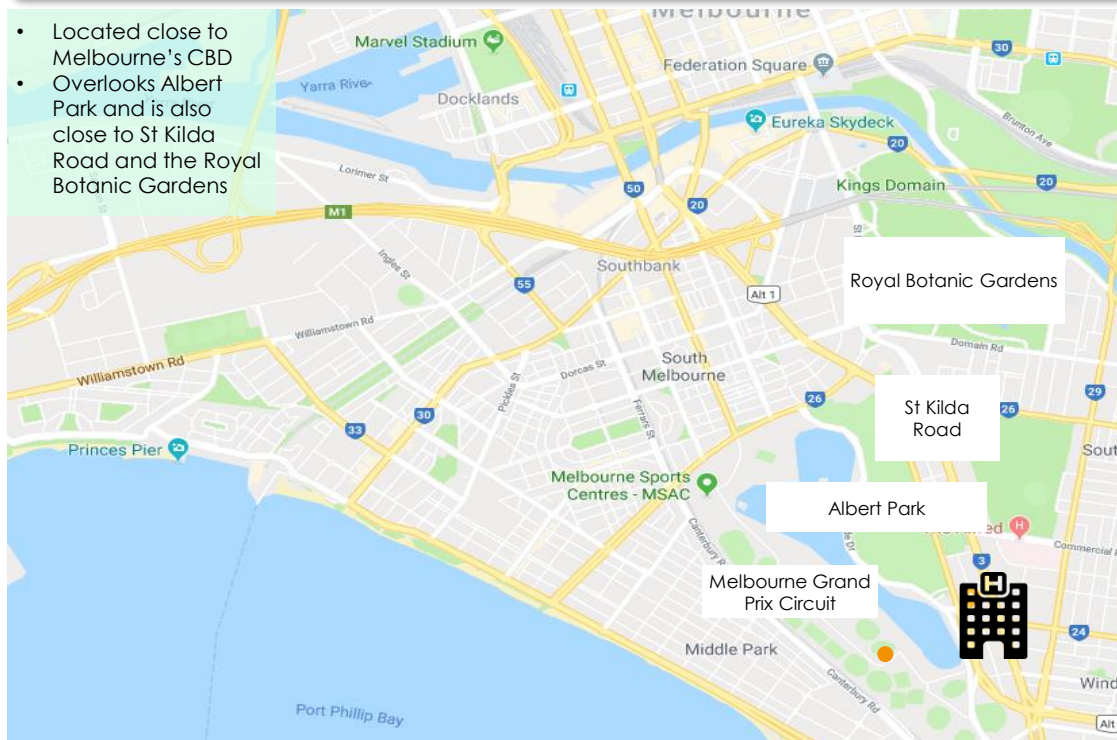 Melbourne
• Located close to
Melbourne's CBD
• Overlooks Albert
Park and is also
close to St Kilda
Road and the Royal
Botanic Gardens
Marvel Stadium
30
Federation Square
Yarra River
Docklands
Eureka Skydeck
Brunton Ave
20
Lorimer St
50
Kings Domain
20
20
M1
Ingles St
Southbank
Royal Botanic Gardens
55
Alt 1
Williamstown Rd
Domain Rd
South
Melbourne
Williamstown Rd
Dorcas St
Pickles St
29
26
St Kilda
Road
26
30
Ferrars St
33
Princes Pier
Melbourne Sports
Centres - MSAC
Albert Park
H
Commercial
Canterbury Rd
3
Melbourne Grand
Prix Circuit
H
24
Middle Park
Canterbury Rd
Port Phillip Bay
Alt